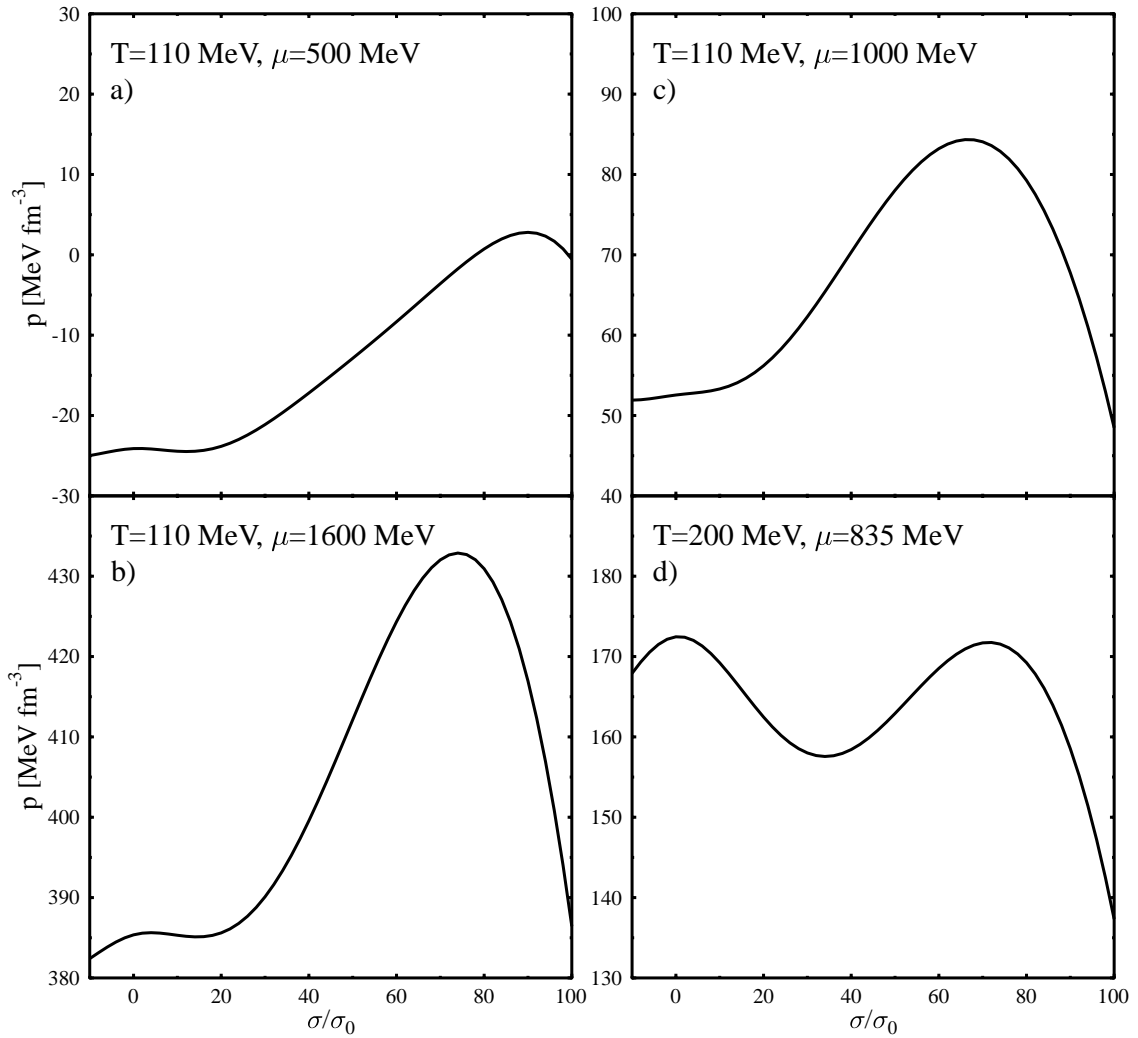 T=110 MeV, μ=500 MeV
a)
30
20
10
0
-10
-20
-30
p [MeV fm⁻³]
T=110 MeV, μ=1000 MeV
c)
100
90
80
70
60
50
40
T=110 MeV, μ=1600 MeV
b)
430
420
410
400
390
380
p [MeV fm⁻³]
0 20 40 60 80 100
σ/σ₀
T=200 MeV, μ=835 MeV
d)
180
170
160
150
140
130
0 20 40 60 80 100
σ/σ₀